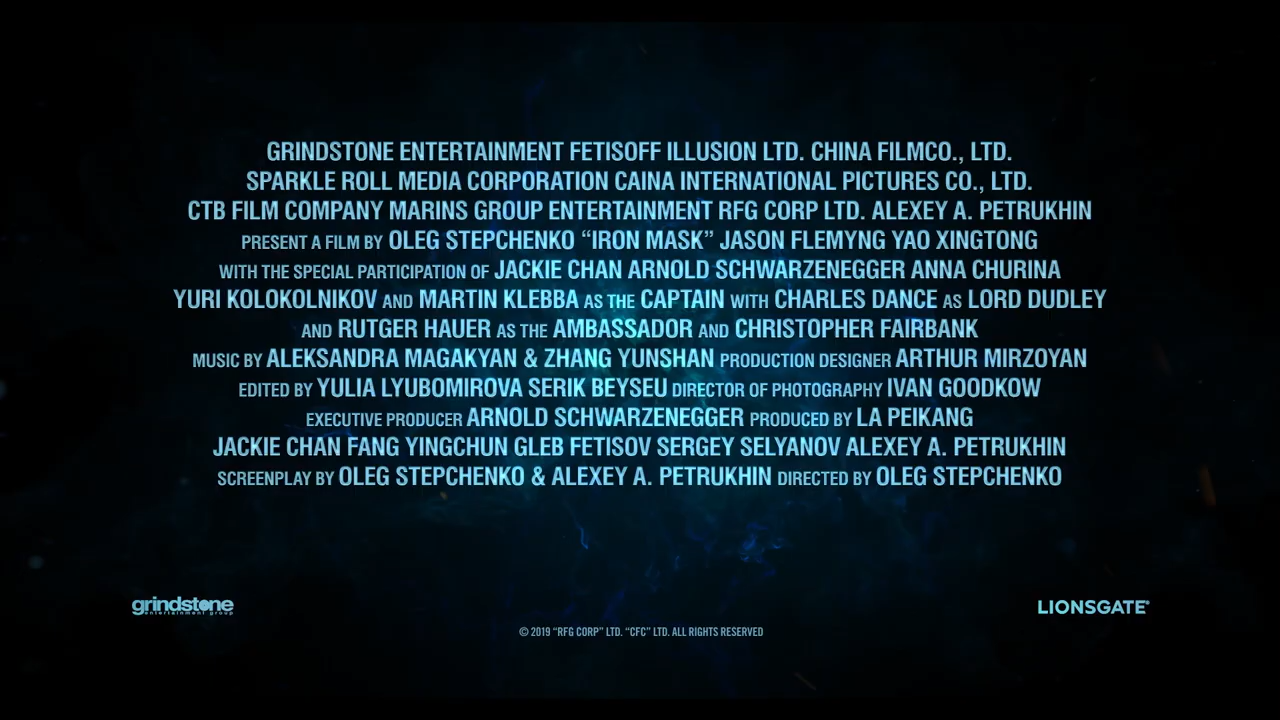 GRINDSTONE ENTERTAINMENT FETISOFF ILLUSION LTD. CHINA FILMCO., LTD.
SPARKLE ROLL MEDIA CORPORATION CAINA INTERNATIONAL PICTURES CO., LTD.
CTB FILM COMPANY MARINS GROUP ENTERTAINMENT RFG CORP LTD. ALEXEY A. PETRUKHIN
PRESENT A FILM BY OLEG STEPCHENKO “IRON MASK” JASON FLEMYNG YAO XINGTONG
WITH THE SPECIAL PARTICIPATION OF JACKIE CHAN ARNOLD SCHWARZENEGGER ANNA CHURINA
YURI KOLOKOLNIKOV AND MARTIN KLEBBA AS THE CAPTAIN WITH CHARLES DANCE AS LORD DUDLEY
AND RUTGER HAUER AS THE AMBASSADOR AND CHRISTOPHER FAIRBANK
MUSIC BY ALEKSANDRA MAGAKYAN & ZHANG YUNSHAN PRODUCTION DESIGNER ARTHUR MIRZOYAN
EDITED BY YULIA LYUBOMIROVA SERIK BEYSEU DIRECTOR OF PHOTOGRAPHY IVAN GOODKOW
EXECUTIVE PRODUCER ARNOLD SCHWARZENEGGER PRODUCED BY LA PEIKANG
JACKIE CHAN FANG YINGCHUN GLEB FETISOV SERGEY SELYANOV ALEXEY A. PETRUKHIN
SCREENPLAY BY OLEG STEPCHENKO & ALEXEY A. PETRUKHIN DIRECTED BY OLEG STEPCHENKO
grindstone
entertainment group
LIONSGATE®
© 2019 “RFG CORP” LTD. “CFC” LTD. ALL RIGHTS RESERVED